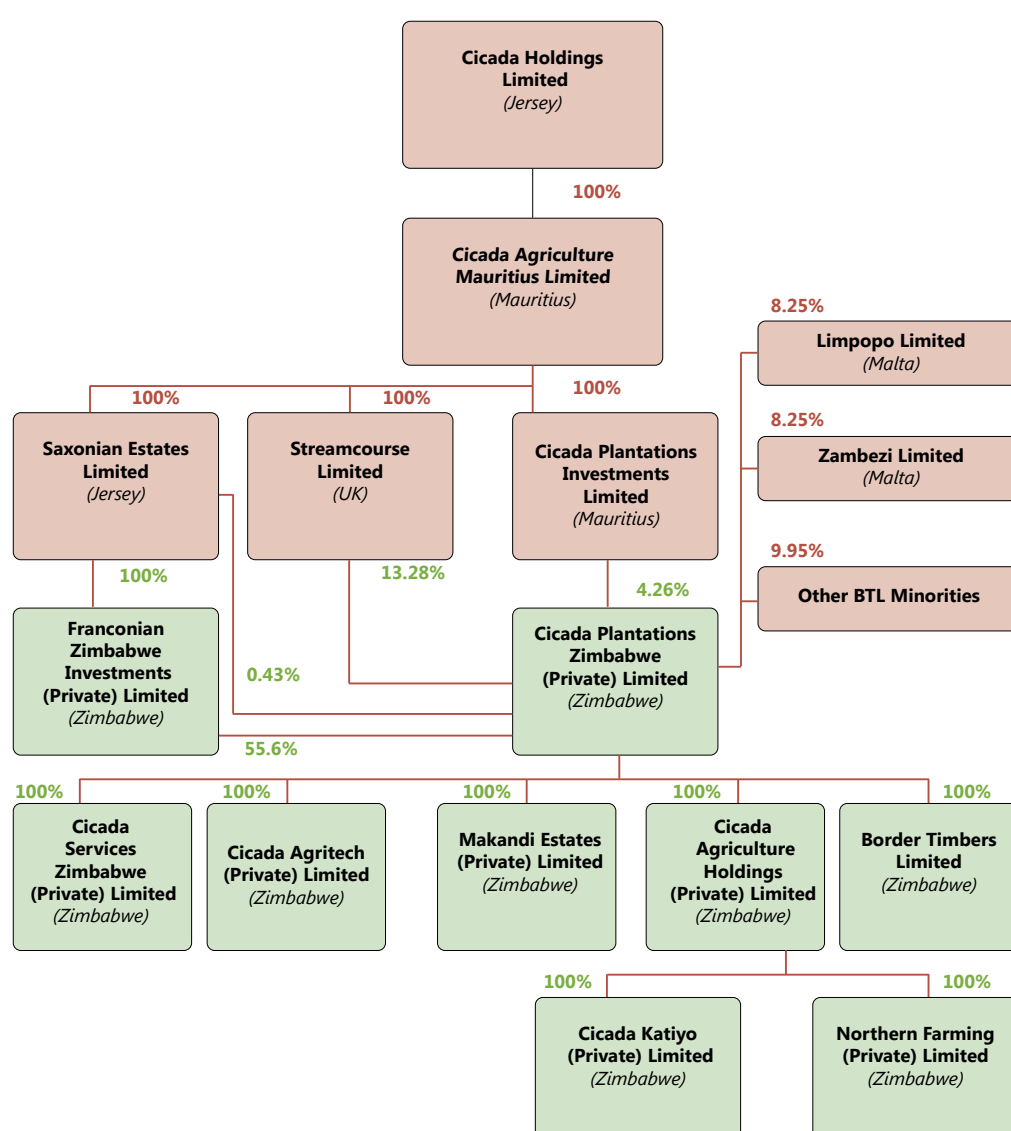 Cicada Holdings
Limited
(Jersey)
100%
Cicada Agriculture
Mauritius Limited
(Mauritius)
8.25%
Limpopo Limited
(Malta)
100%
100%
100%
Saxonian Estates
Limited
(Jersey)
Streamcourse
Limited
(UK)
Cicada Plantations
Investments
Limited
(Mauritius)
8.25%
Zambezi Limited
(Malta)
9.95%
Other BTL Minorities
100%
13.28%
4.26%
Franconian
Zimbabwe
Investments
(Private) Limited
(Zimbabwe)
0.43%
55.6%
Cicada Plantations
Zimbabwe
(Private) Limited
(Zimbabwe)
100%
100%
100%
100%
100%
Cicada
Services
Zimbabwe
(Private) Limited
(Zimbabwe)
Cicada Agritech
(Private) Limited
(Zimbabwe)
Makandi Estates
(Private) Limited
(Zimbabwe)
Cicada
Agriculture
Holdings
(Private) Limited
(Zimbabwe)
Border Timbers
Limited
(Zimbabwe)
100%
100%
Cicada Katiyo
(Private) Limited
(Zimbabwe)
Northern Farming
(Private) Limited
(Zimbabwe)